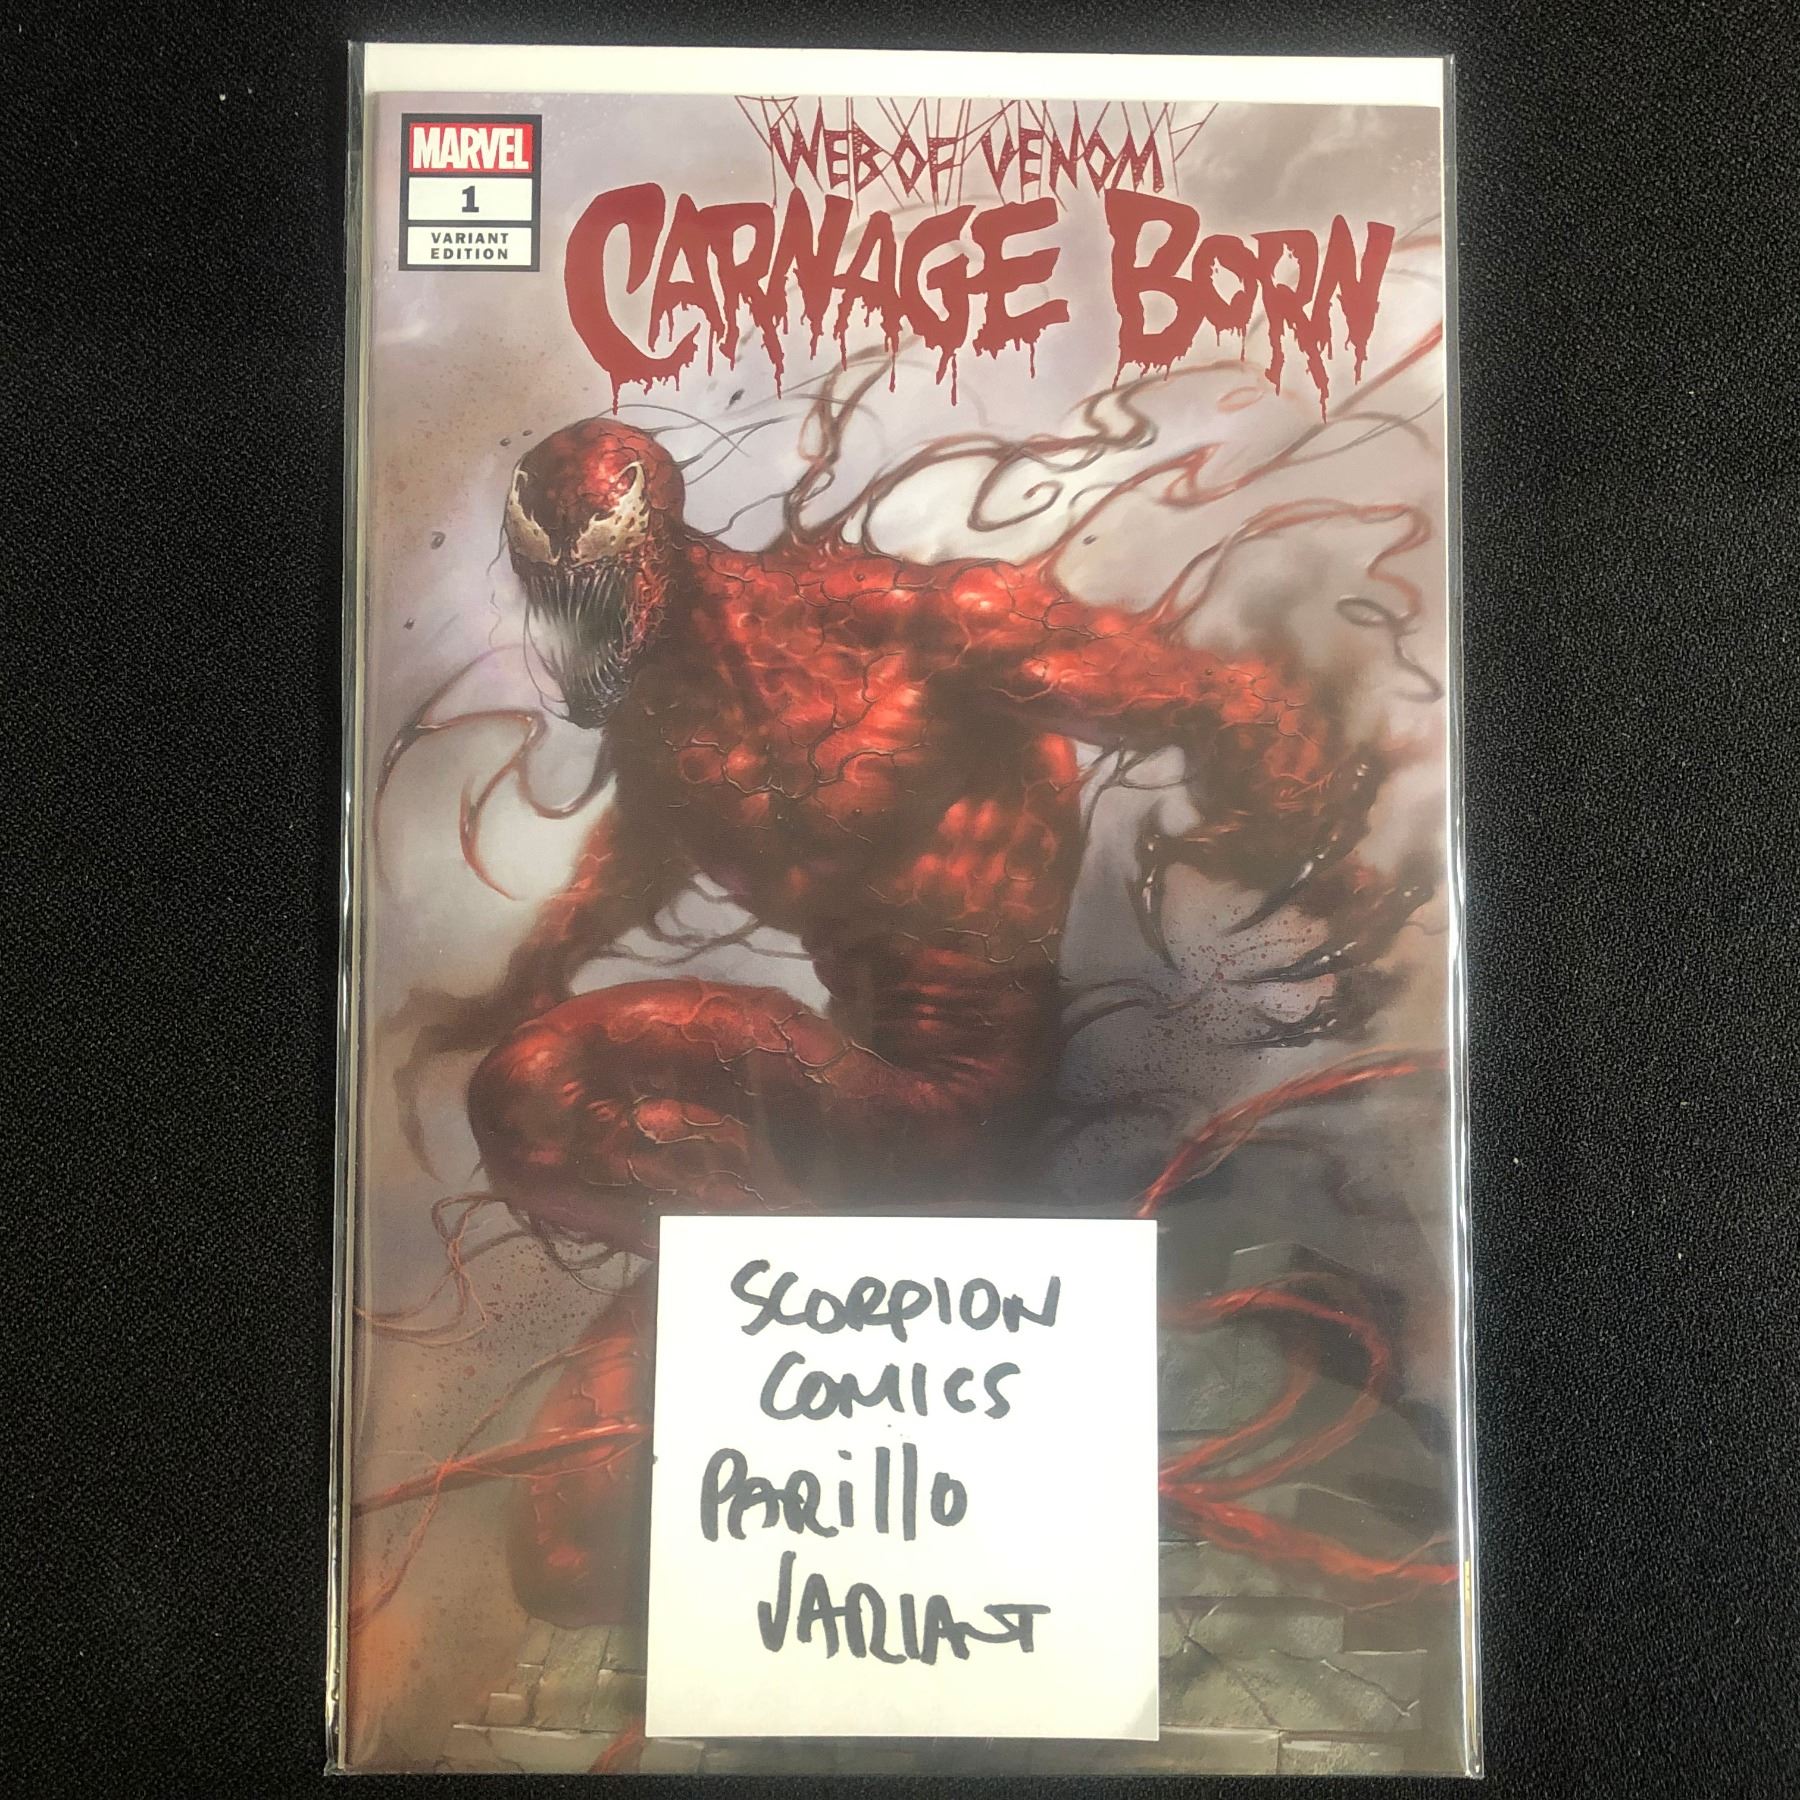 WEB OF VENOM
CARNAGE BORN
MARVEL
1
VARIANT
EDITION
SCORPION
COMICS
PARillO
VARIANT